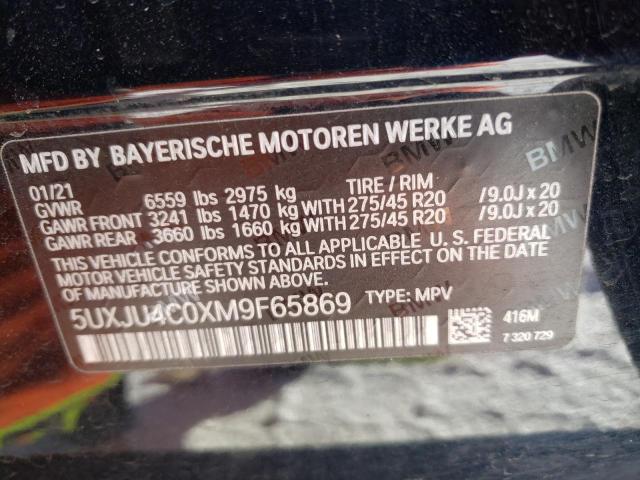 MFD BY BAYERISCHE MOTOREN WERKE AG
01/21 TIRE / RIM
GVWR 6559 lbs 2975 kg
GAWR FRONT 3241 lbs 1470 kg WITH 275/45 R20 /9.0J x 20
GAWR REAR 3660 lbs 1660 kg WITH 275/45 R20 /9.0J x 20
THIS VEHICLE CONFORMS TO ALL APPLICABLE U. S. FEDERAL
MOTOR VEHICLE SAFETY STANDARDS IN EFFECT ON THE DATE
OF MANUFACTURE SHOWN ABOVE.
5UXJU4C0XM9F65869 TYPE: MPV
416M
7 320 729
BMW
BMW